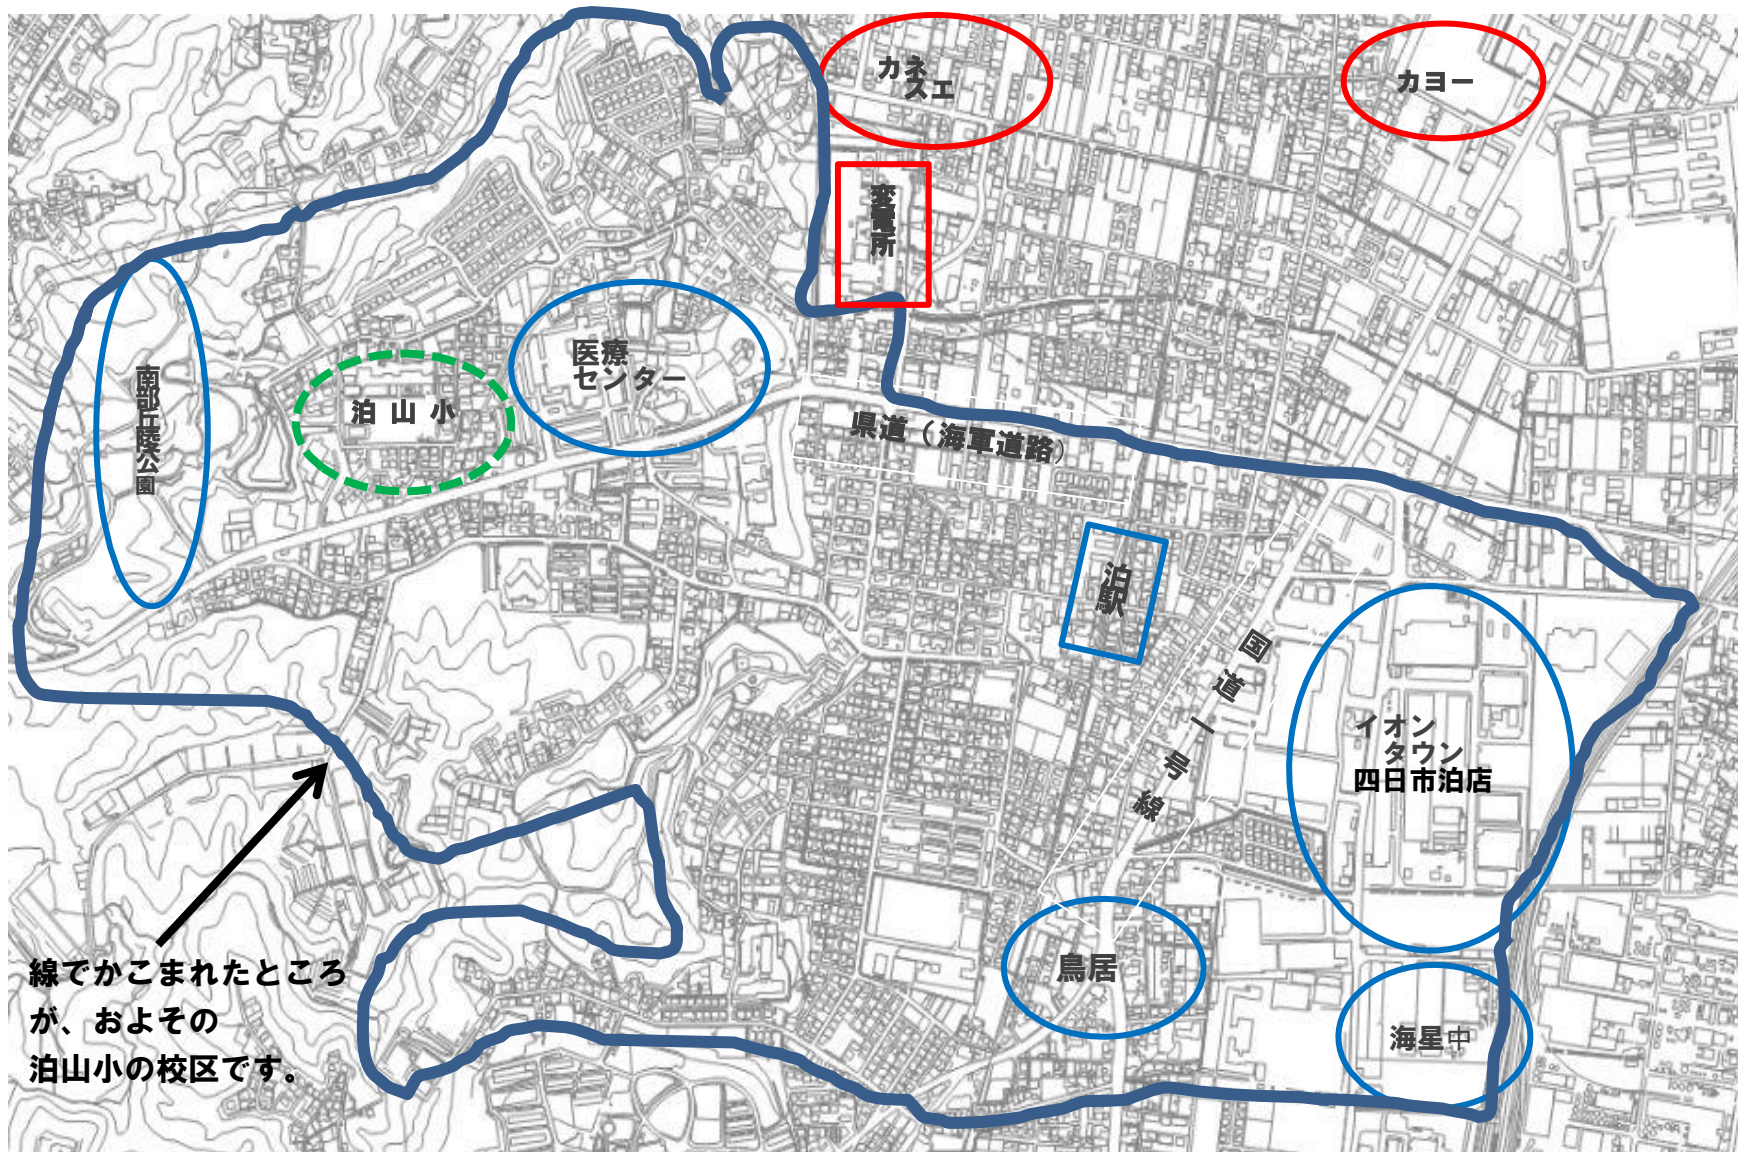 カネ
スエ
カヨー
変電所
医療
センター
南部丘陵公園
泊 山 小
県道（海軍道路）
泊駅
国道一号線
イオン
タウン
四日市泊店
鳥居
海星中
線でかこまれたところ
が、およその
泊山小の校区です。